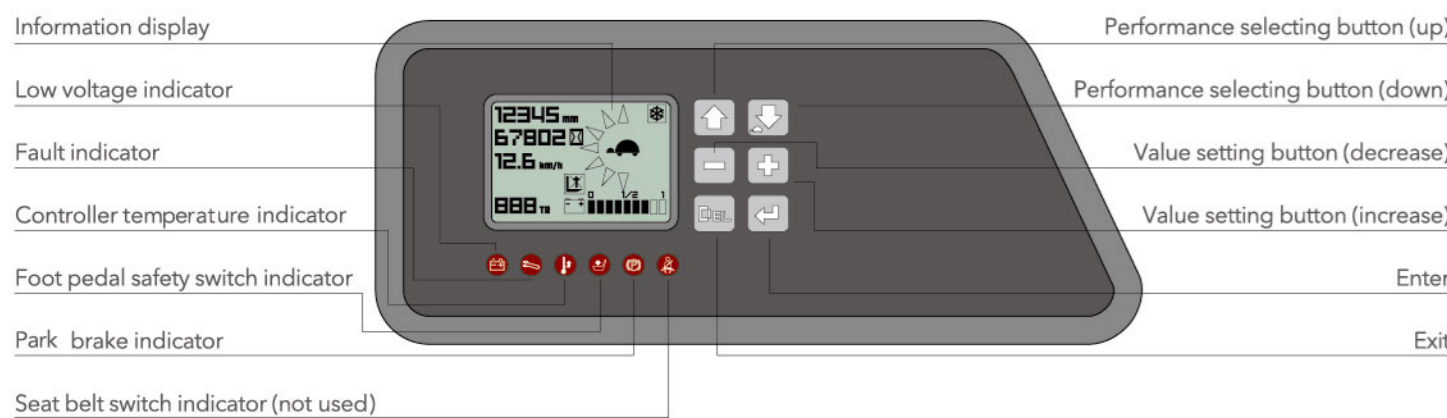 Information display
Low voltage indicator
Fault indicator
Controller temperature indicator
Foot pedal safety switch indicator
Park brake indicator
Seat belt switch indicator (not used)
12345 mm
67802
12.6 km/h
0 1/2 1
888 TM
- +
P
DEL
Performance selecting button (up)
Performance selecting button (down)
Value setting button (decrease)
Value setting button (increase)
Enter
Exit